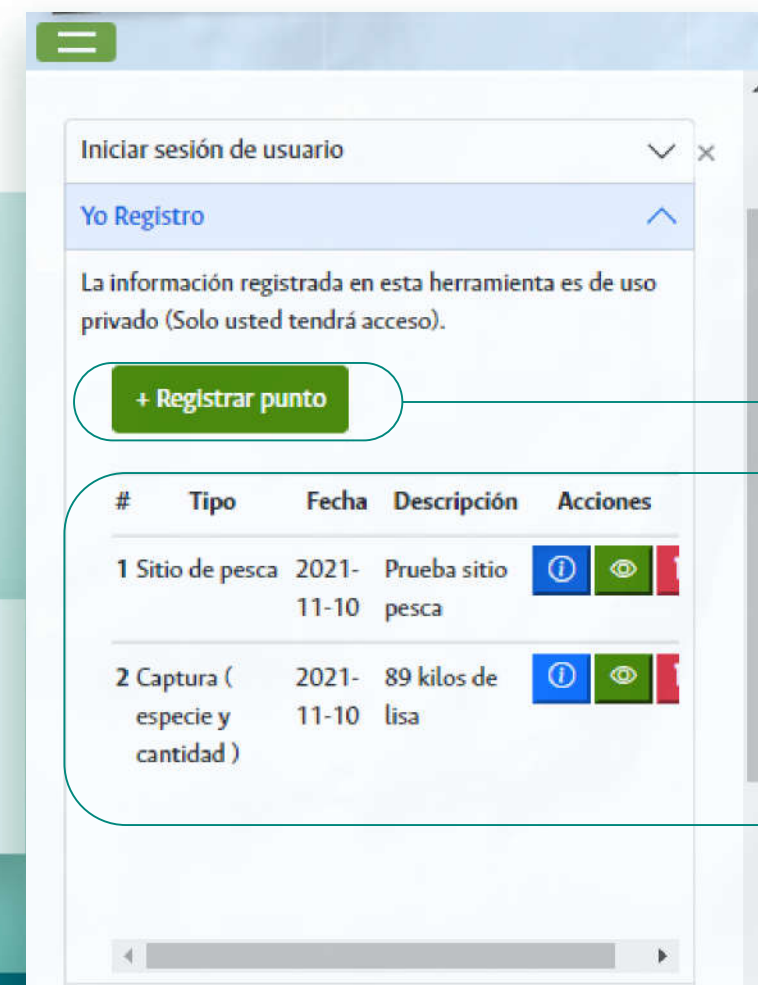 Iniciar sesión de usuario
Yo Registro
La información registrada en esta herramienta es de uso
privado (Solo usted tendrá acceso).
+ Registrar punto
# Tipo Fecha Descripción Acciones
1 Sitio de pesca 2021- Prueba sitio
11-10 pesca
2 Captura ( 2021- 89 kilos de
especie y 11-10 lisa
cantidad )